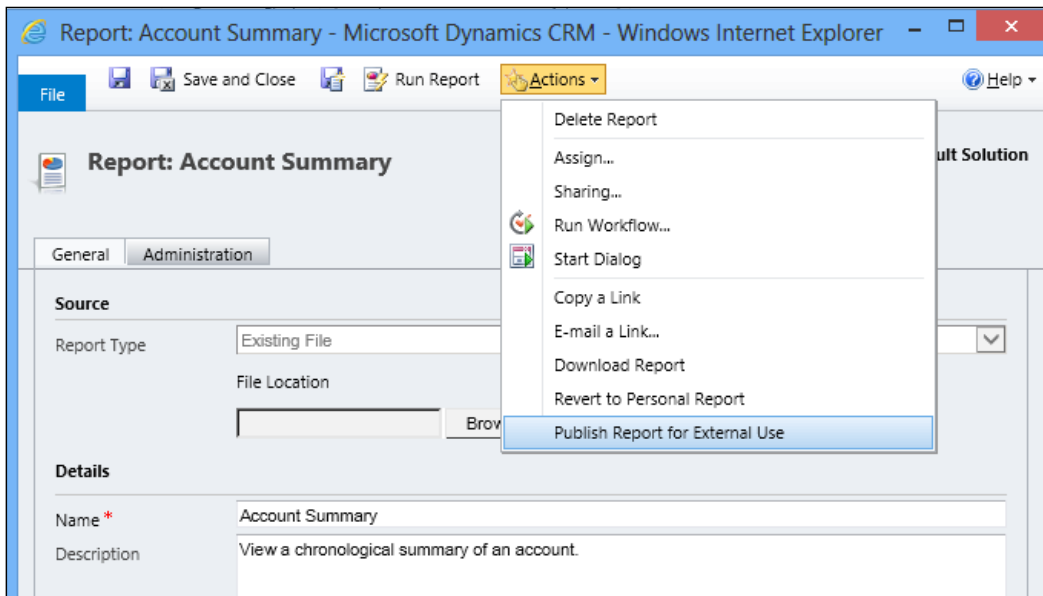 Report: Account Summary - Microsoft Dynamics CRM - Windows Internet Explorer
File
Save and Close
Run Report
Actions
Help
Report: Account Summary
ult Solution
Delete Report
Assign...
Sharing...
Run Workflow...
Start Dialog
Copy a Link
E-mail a Link...
Download Report
Revert to Personal Report
Publish Report for External Use
General
Administration
Source
Report Type
Existing File
File Location
Brow
Details
Name *
Account Summary
Description
View a chronological summary of an account.